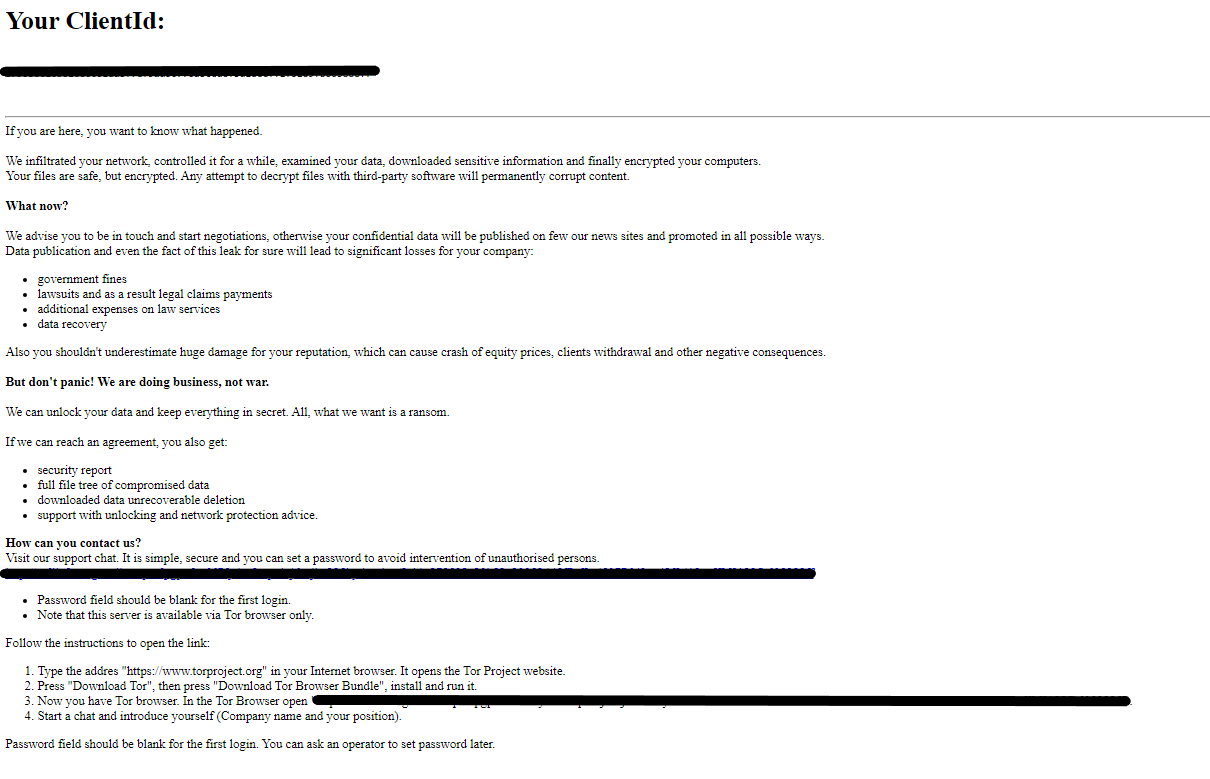 Your ClientId:
If you are here, you want to know what happened.
We infiltrated your network, controlled it for a while, examined your data, downloaded sensitive information and finally encrypted your computers.
Your files are safe, but encrypted. Any attempt to decrypt files with third-party software will permanently corrupt content.
What now?
We advise you to be in touch and start negotiations, otherwise your confidential data will be published on few our news sites and promoted in all possible ways.
Data publication and even the fact of this leak for sure will lead to significant losses for your company:
• government fines
• lawsuits and as a result legal claims payments
• additional expenses on law services
• data recovery
Also you shouldn't underestimate huge damage for your reputation, which can cause crash of equity prices, clients withdrawal and other negative consequences.
But don't panic! We are doing business, not war.
We can unlock your data and keep everything in secret. All, what we want is a ransom.
If we can reach an agreement, you also get:
• security report
• full file tree of compromised data
• downloaded data unrecoverable deletion
• support with unlocking and network protection advice.
How can you contact us?
Visit our support chat. It is simple, secure and you can set a password to avoid intervention of unauthorised persons.
• Password field should be blank for the first login.
• Note that this server is available via Tor browser only.
Follow the instructions to open the link:
1. Type the addres "https://www.torproject.org" in your Internet browser. It opens the Tor Project website.
2. Press "Download Tor", then press "Download Tor Browser Bundle", install and run it.
3. Now you have Tor browser. In the Tor Browser open
4. Start a chat and introduce yourself (Company name and your position).
Password field should be blank for the first login. You can ask an operator to set password later.